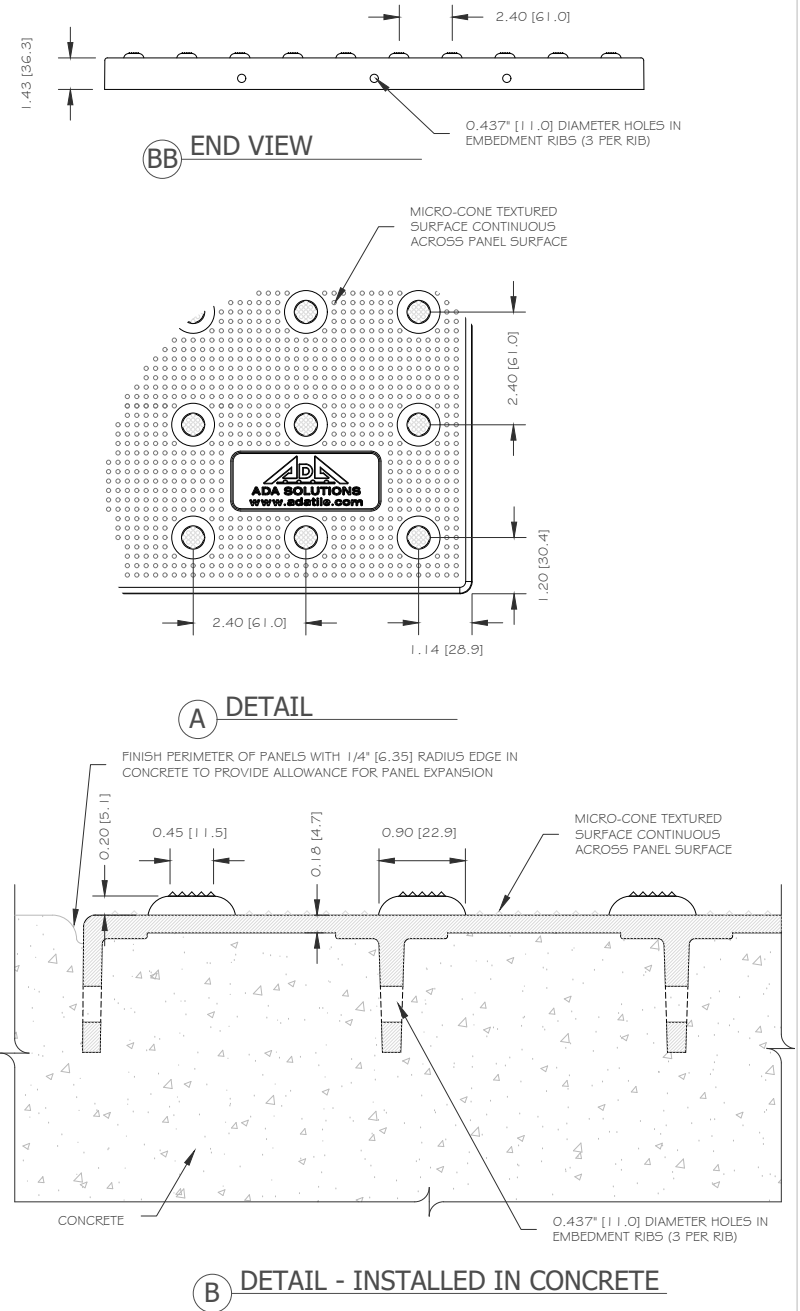 2.40 [61.0]
1.43 [36.3]
0.437" [11.0] DIAMETER HOLES IN
EMBEDMENT RIBS (3 PER RIB)
BB END VIEW
MICRO-CONE TEXTURED
SURFACE CONTINUOUS
ACROSS PANEL SURFACE
2.40 [61.0]
ADA
ADA SOLUTIONS
www.adatile.com
1.20 [30.4]
2.40 [61.0]
1.14 [28.9]
A DETAIL
FINISH PERIMETER OF PANELS WITH 1/4" [6.35] RADIUS EDGE IN
CONCRETE TO PROVIDE ALLOWANCE FOR PANEL EXPANSION
0.20 [5.1]
0.45 [11.5]
0.18 [4.7]
0.90 [22.9]
MICRO-CONE TEXTURED
SURFACE CONTINUOUS
ACROSS PANEL SURFACE
CONCRETE
0.437" [11.0] DIAMETER HOLES IN
EMBEDMENT RIBS (3 PER RIB)
B DETAIL - INSTALLED IN CONCRETE